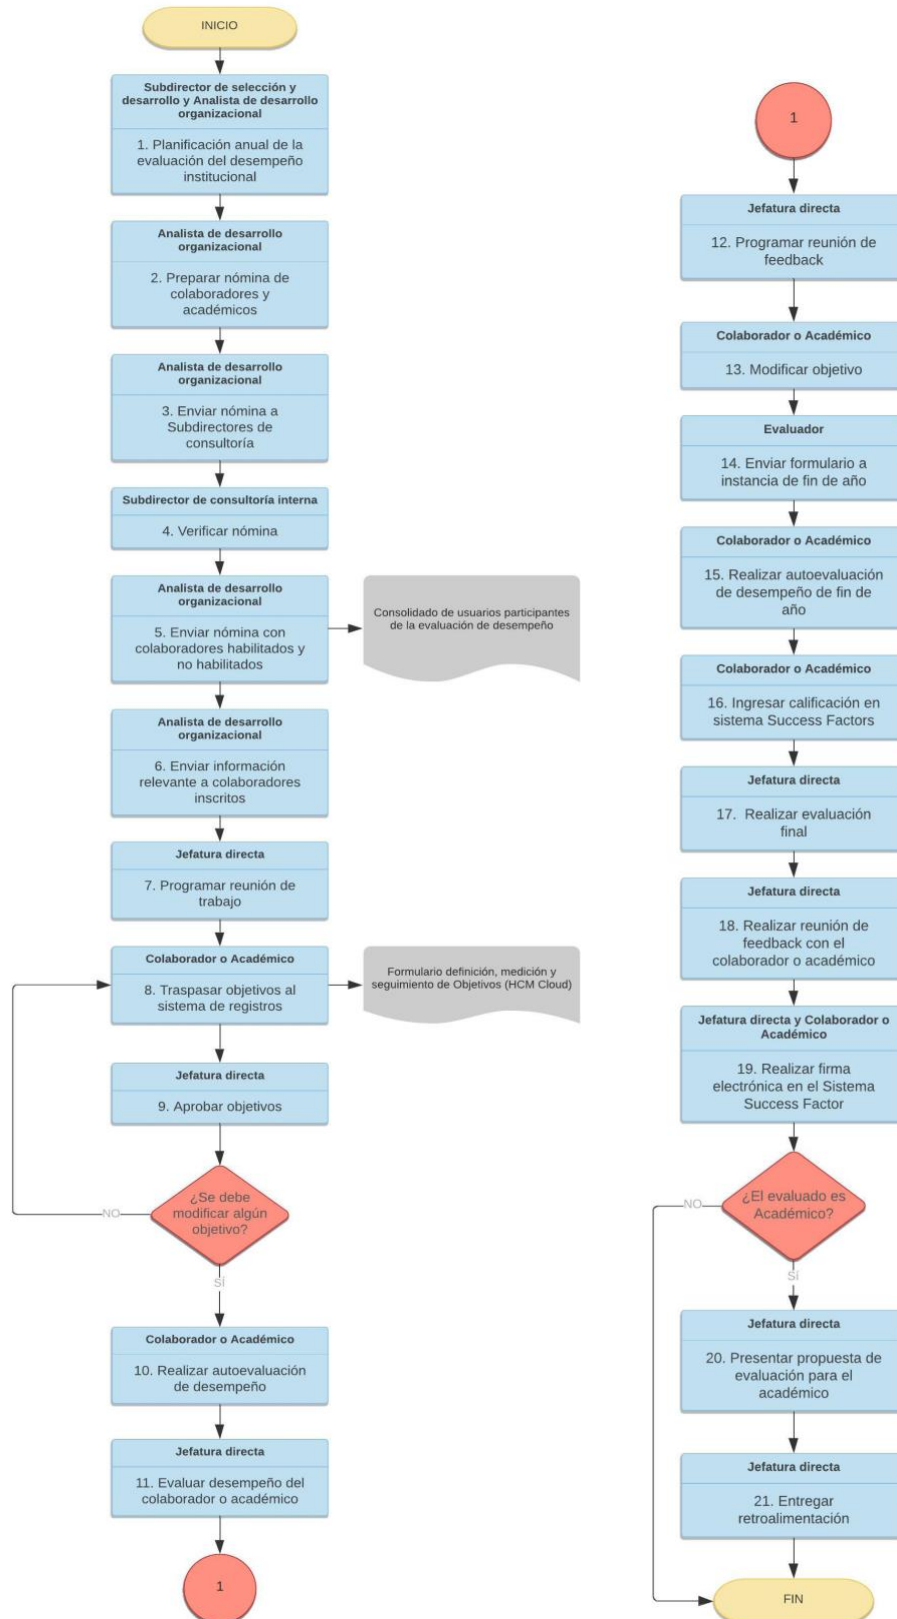 INICIO
Subdirector de selección y
desarrollo y Analista de desarrollo
organizacional
1. Planificación anual de la
evaluación del desempeño
institucional
Analista de desarrollo
organizacional
2. Preparar nómina de
colaboradores y
académicos
Analista de desarrollo
organizacional
3. Enviar nómina a
Subdirectores de
consultoría
Subdirector de consultoría interna
4. Verificar nómina
Analista de desarrollo
organizacional
5. Enviar nómina con
colaboradores habilitados y
no habilitados
Consolidado de usuarios participantes
de la evaluación de desempeño
Analista de desarrollo
organizacional
6. Enviar información
relevante a colaboradores
inscritos
Jefatura directa
7. Programar reunión de
trabajo
Colaborador o Académico
8. Traspasar objetivos al
sistema de registros
Formulario definición, medición y
seguimiento de Objetivos (HCM Cloud)
Jefatura directa
9. Aprobar objetivos
¿Se debe
modificar algún
objetivo?
NO
SÍ
Colaborador o Académico
10. Realizar autoevaluación
de desempeño
Jefatura directa
11. Evaluar desempeño del
colaborador o académico
1
1
Jefatura directa
12. Programar reunión de
feedback
Colaborador o Académico
13. Modificar objetivo
Evaluador
14. Enviar formulario a
instancia de fin de año
Colaborador o Académico
15. Realizar autoevaluación
de desempeño de fin de
año
Colaborador o Académico
16. Ingresar calificación en
sistema Success Factors
Jefatura directa
17. Realizar evaluación
final
Jefatura directa
18. Realizar reunión de
feedback con el
colaborador o académico
Jefatura directa y Colaborador o
Académico
19. Realizar firma
electrónica en el Sistema
Success Factor
¿El evaluado es
Académico?
NO
Sí
Jefatura directa
20. Presentar propuesta de
evaluación para el
académico
Jefatura directa
21. Entregar
retroalimentación
FIN